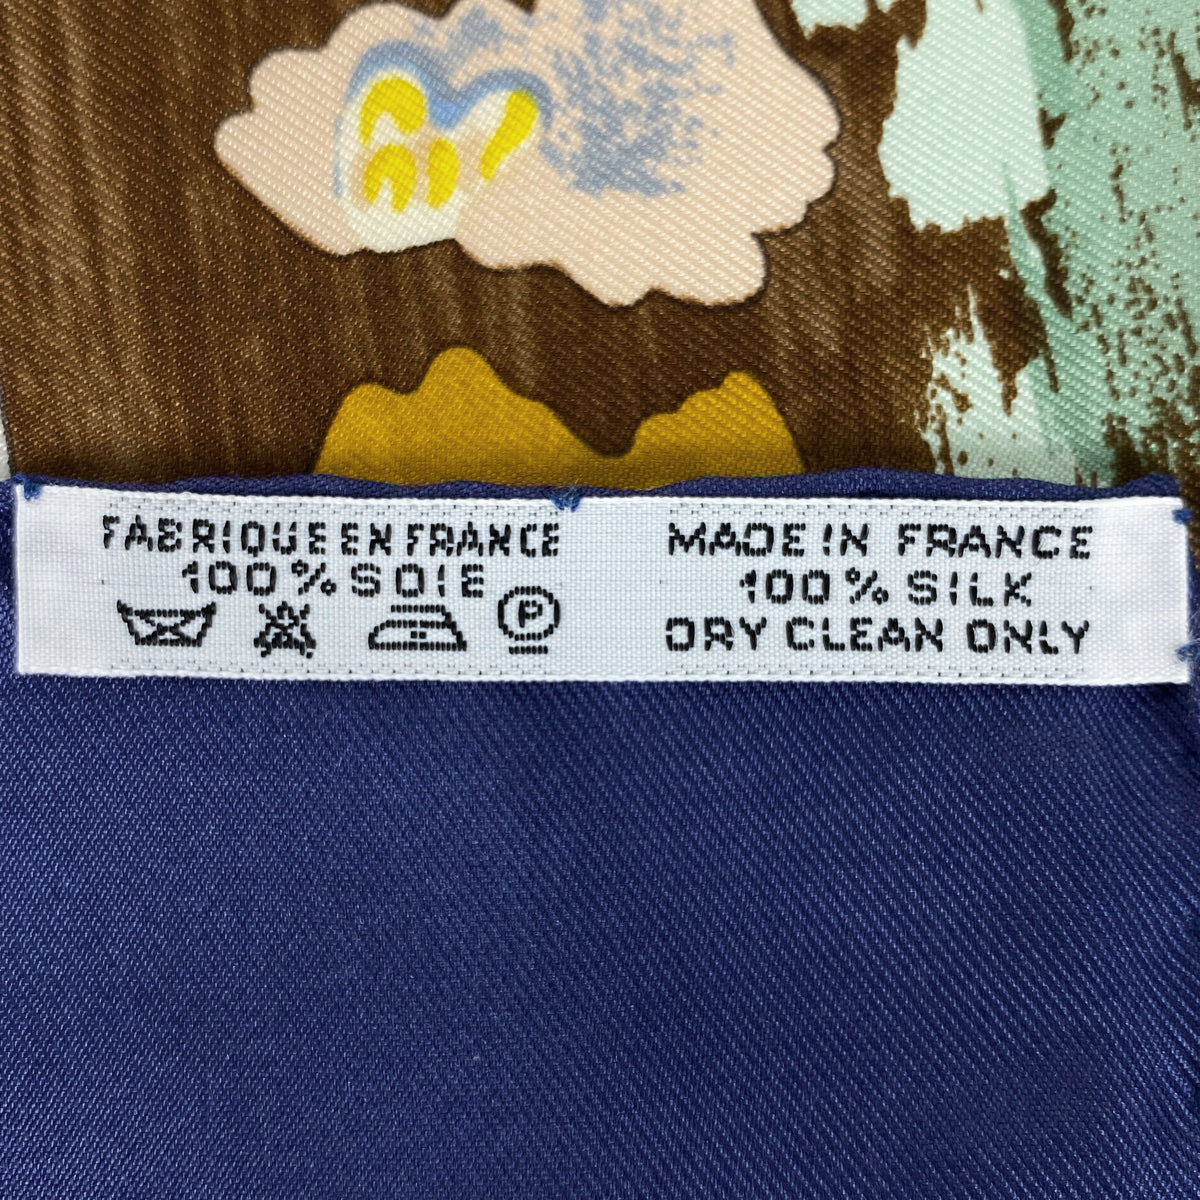 FABRIQUE EN FRANCE
100% SOIE
P
MADE IN FRANCE
100% SILK
DRY CLEAN ONLY